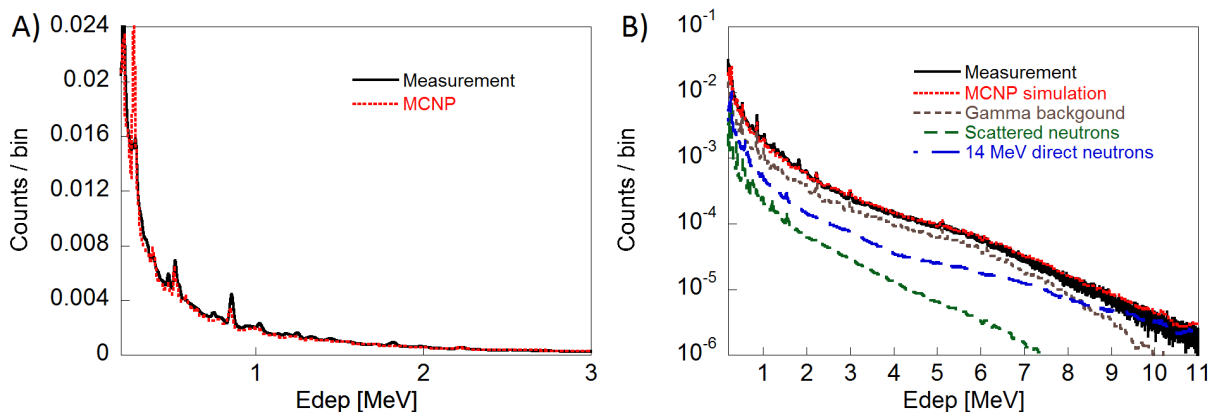 A)
0.024
0.02
0.016
0.012
0.008
0.004
0
Counts / bin
1
2
3
Edep [MeV]
Measurement
MCNP
B)
10-1
10-2
10-3
10-4
10-5
10-6
Counts / bin
1 2 3 4 5 6 7 8 9 10 11
Edep [MeV]
Measurement
MCNP simulation
Gamma backgound
Scattered neutrons
14 MeV direct neutrons